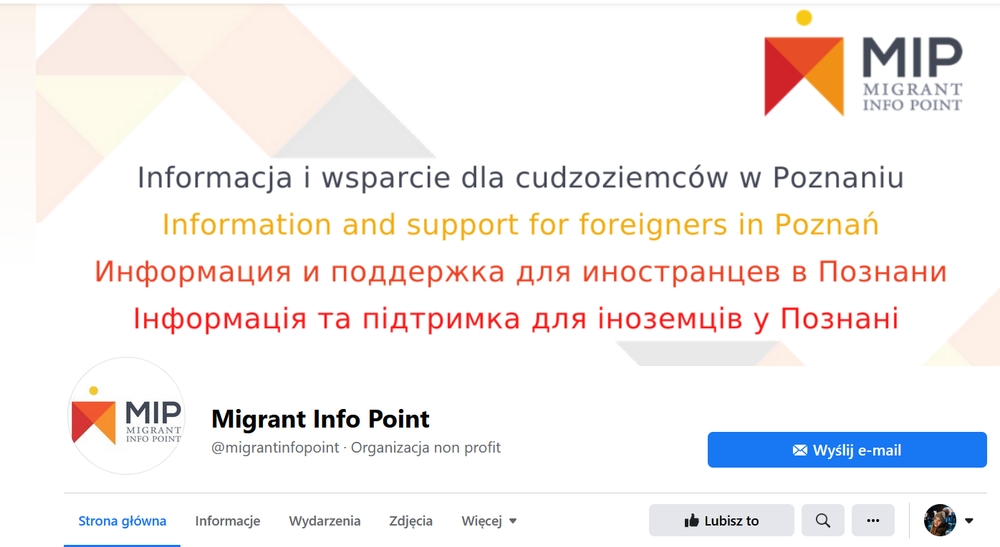 MIP
MIGRANT
INFO POINT
Informacja i wsparcie dla cudzoziemców w Poznaniu
Information and support for foreigners in Poznań
Информация и поддержка для иностранцев в Познани
Інформація та підтримка для іноземців у Познані
MIP
MIGRANT
INFO POINT
Migrant Info Point
@migrantinfopoint · Organizacja non profit
Wyślij e-mail
Strona główna Informacje Wydarzenia Zdjęcia Więcej Lubisz to